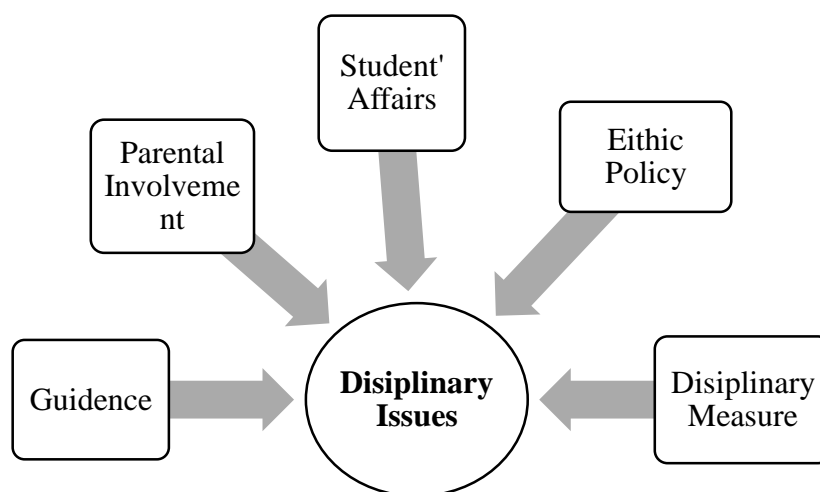 Student'
Affairs
Parental
Involveme
nt
Eithic
Policy
Guidence
Disiplinary
Issues
Disiplinary
Measure